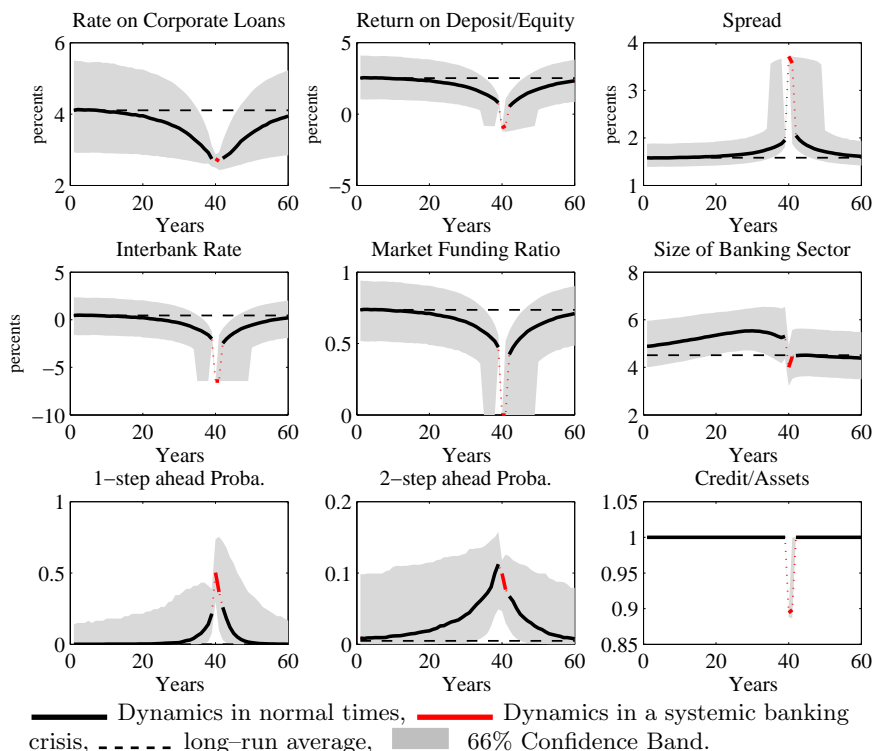 Rate on Corporate Loans
Return on Deposit/Equity
Spread
percents
6
4
2
0 20 40 60
Years
percents
5
0
−5
0 20 40 60
Years
percents
4
3
2
1
0 20 40 60
Years
Interbank Rate
Market Funding Ratio
Size of Banking Sector
percents
5
0
−5
−10
0 20 40 60
Years
1
0.5
0
0 20 40 60
Years
8
6
4
2
0 20 40 60
Years
1−step ahead Proba.
2−step ahead Proba.
Credit/Assets
1
0.5
0
0 20 40 60
Years
0.2
0.1
0
0 20 40 60
Years
1.05
1
0.95
0.9
0.85
0 20 40 60
Years
Dynamics in normal times, Dynamics in a systemic banking
crisis, long–run average, 66% Confidence Band.